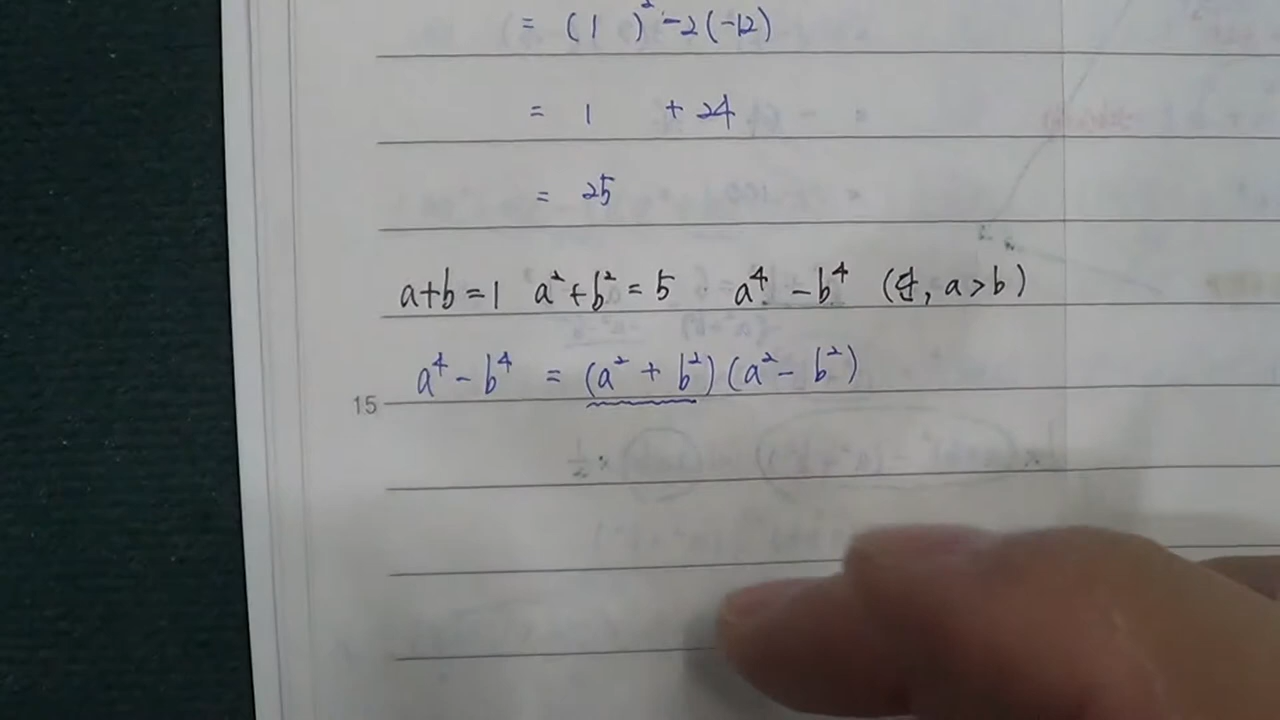 = (1 )² -2(-12)
= 1 + 24
= 25
a+b=1 a²+b²=5 a⁴ -b⁴ (단, a>b)
a⁴-b⁴ = (a² + b²)(a² - b²)
15